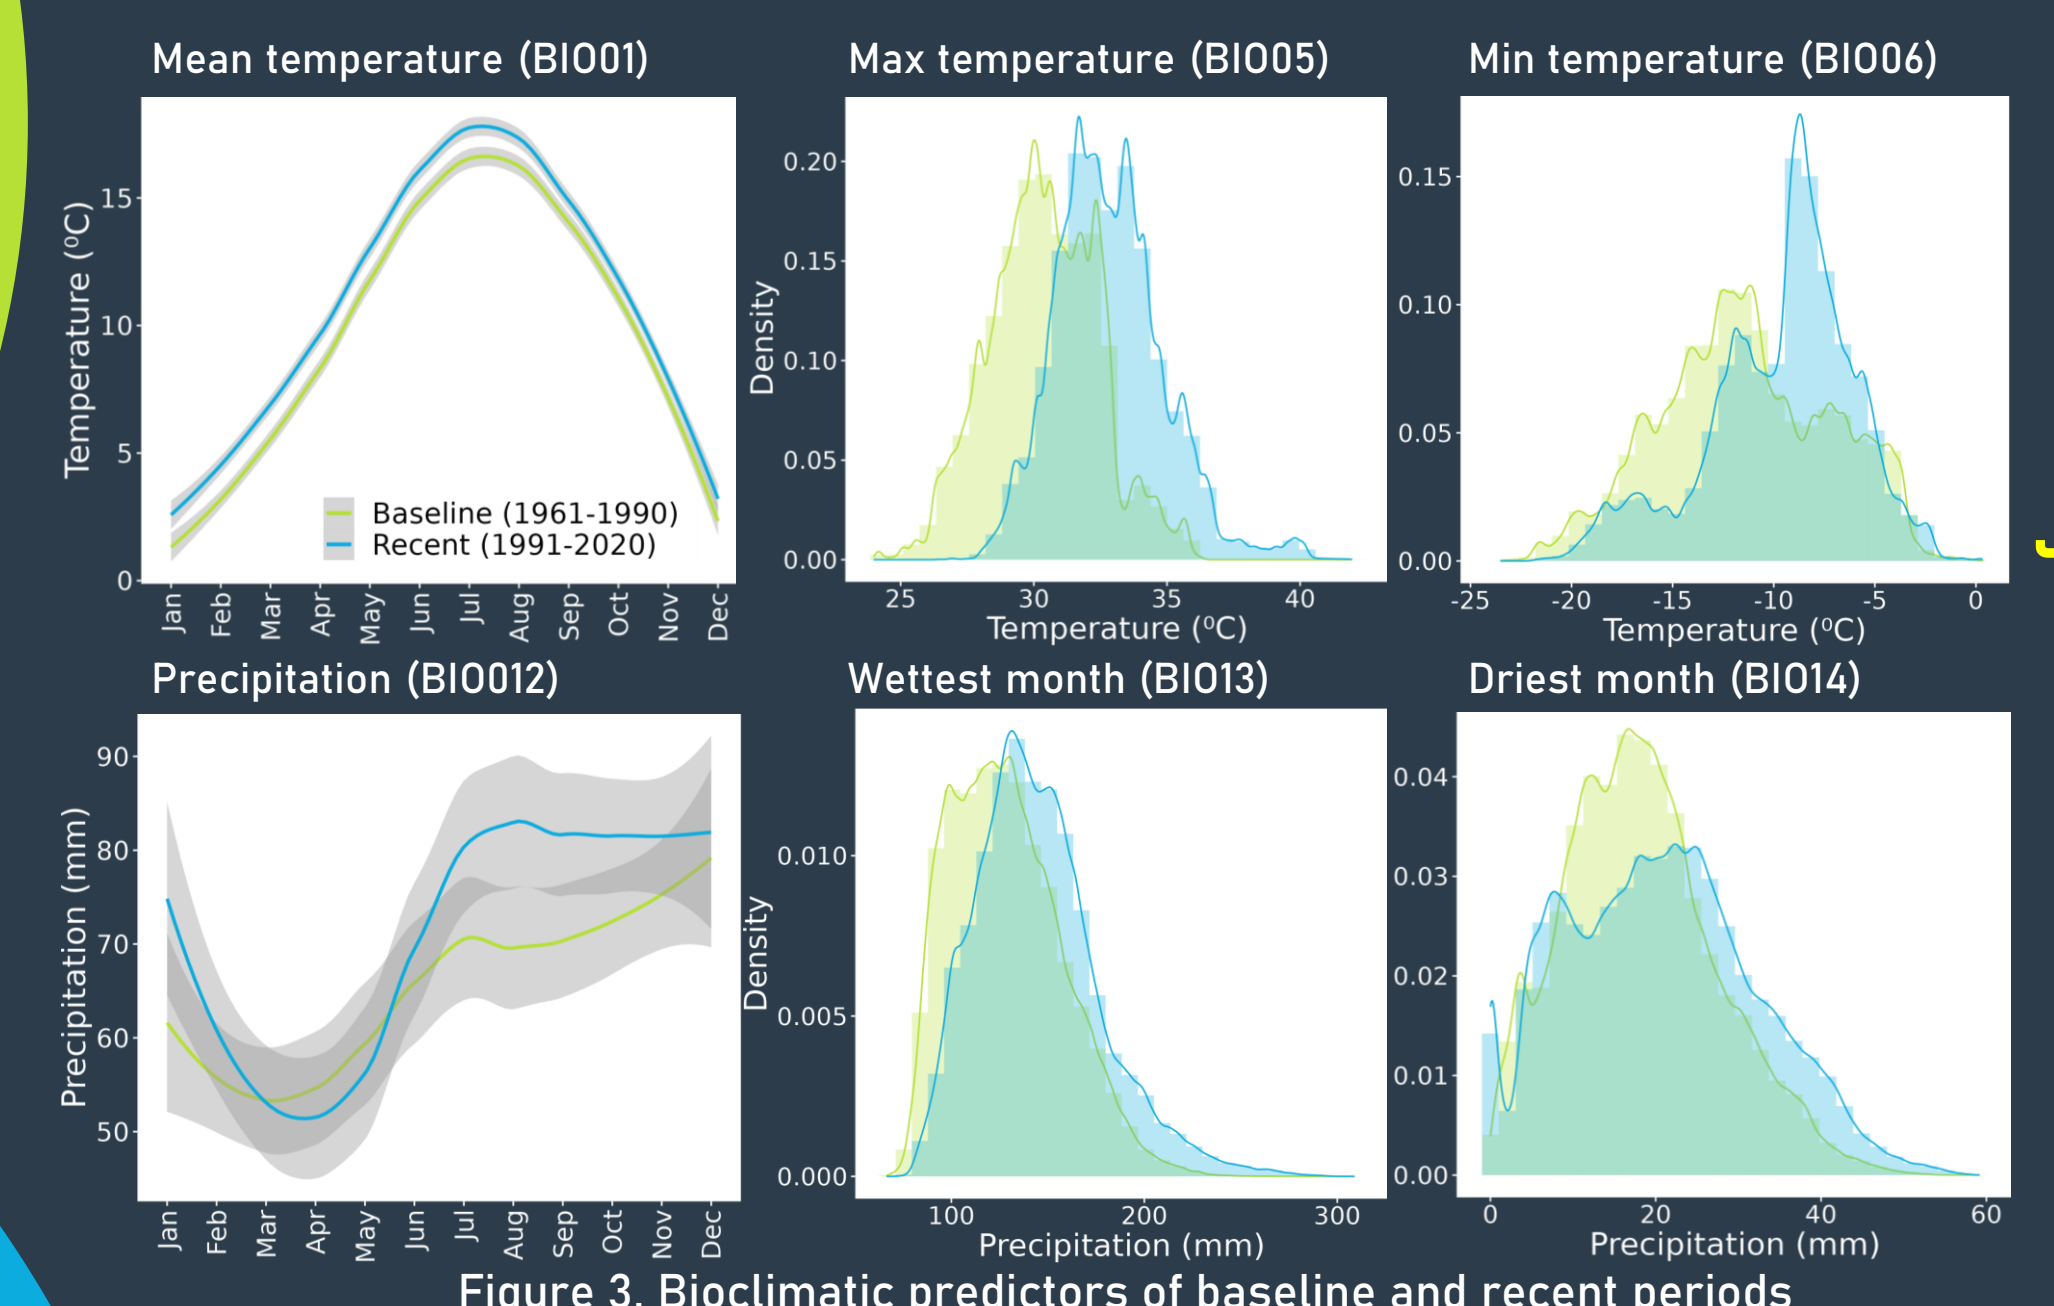 Mean temperature (BIO01)
Max temperature (BIO05)
Min temperature (BIO06)
Temperature (⁰C)
15
10
5
0
Baseline (1961-1990)
Recent (1991-2020)
Jan
Feb
Mar
Apr
May
Jun
Jul
Aug
Sep
Oct
Nov
Dec
Density
0.20
0.15
0.10
0.05
0.00
25
30
35
40
Temperature (⁰C)
0.15
0.10
0.05
0.00
-25
-20
-15
-10
-5
0
Temperature (⁰C)
Precipitation (BIO012)
Wettest month (BIO13)
Driest month (BIO14)
Precipitation (mm)
90
80
70
60
50
Jan
Feb
Mar
Apr
May
Jun
Jul
Aug
Sep
Oct
Nov
Dec
Density
0.010
0.005
0.000
100
200
300
Precipitation (mm)
0.04
0.03
0.02
0.01
0.00
0
20
40
60
Precipitation (mm)
Figure 3. Bioclimatic predictors of baseline and recent periods